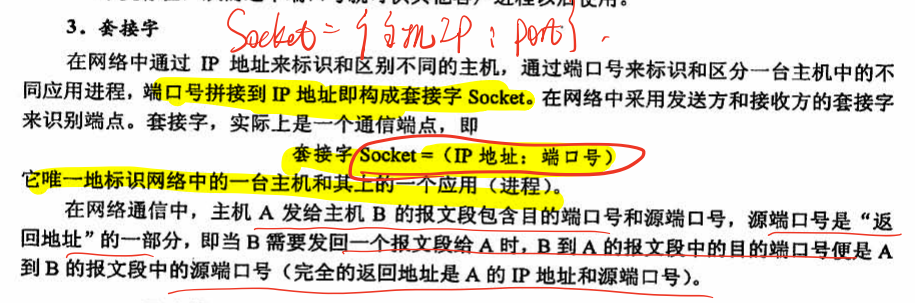 3．套接字
Socket = {主机IP : port}.
在网络中通过 IP 地址来标识和区别不同的主机，通过端口号来标识和区分一台主机中的不
同应用进程，端口号拼接到 IP 地址即构成套接字 Socket。在网络中采用发送方和接收方的套接字
来识别端点。套接字，实际上是一个通信端点，即
套接字 Socket =（IP 地址：端口号）
它唯一地标识网络中的一台主机和其上的一个应用（进程）。
在网络通信中，主机 A 发给主机 B 的报文段包含目的端口号和源端口号，源端口号是“返
回地址”的一部分，即当 B 需要发回一个报文段给 A 时，B 到 A 的报文段中的目的端口号便是 A
到 B 的报文段中的源端口号（完全的返回地址是 A 的 IP 地址和源端口号）。